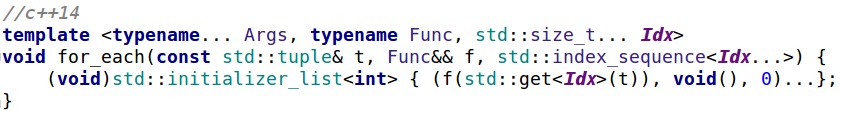 //c++14
template <typename... Args, typename Func, std::size_t... Idx>
void for_each(const std::tuple& t, Func&& f, std::index_sequence<Idx...>) {
    (void)std::initializer_list<int> { (f(std::get<Idx>(t)), void(), 0)...};
}